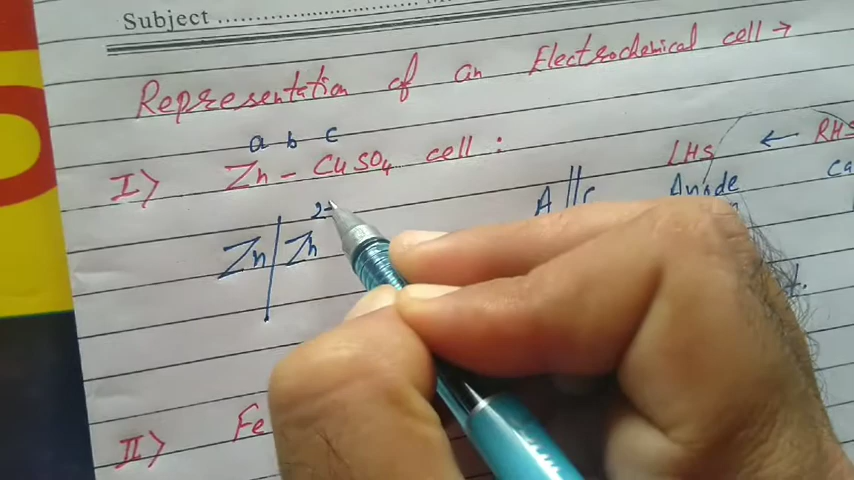 Subject
Representation of an Electrochemical cell →
a b c
I> Zn - CuSO₄ cell :
LHS ← RHS
Zn | Zn²⁻
A || C
Anode
II> Fe